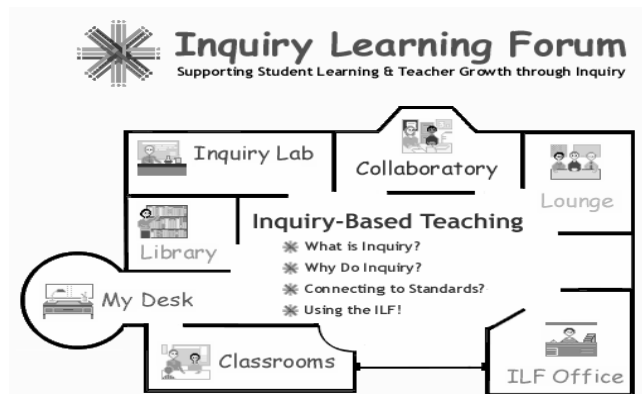 Inquiry Learning Forum
Supporting Student Learning & Teacher Growth through Inquiry
Inquiry Lab
Collaboratory
Lounge
Library
Inquiry-Based Teaching
What is Inquiry?
Why Do Inquiry?
Connecting to Standards?
Using the ILF!
My Desk
Classrooms
ILF Office